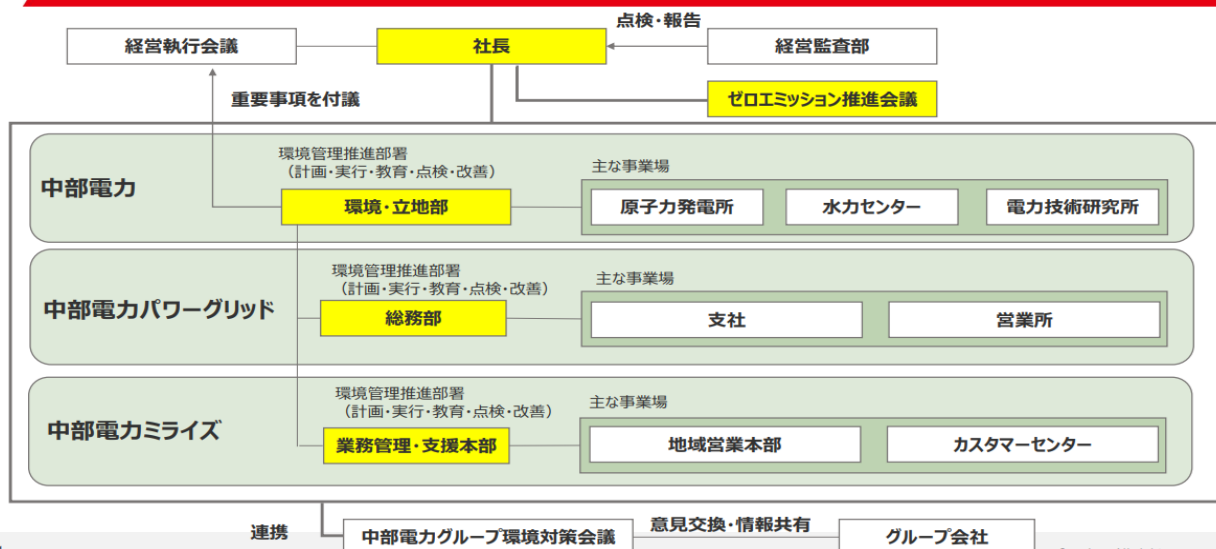 点検・報告
経営執行会議
社長
経営監査部
重要事項を付議
ゼロエミッション推進会議
中部電力
環境管理推進部署
（計画・実行・教育・点検・改善）
環境・立地部
主な事業場
原子力発電所
水力センター
電力技術研究所
中部電力パワーグリッド
環境管理推進部署
（計画・実行・教育・点検・改善）
総務部
主な事業場
支社
営業所
中部電力ミライズ
環境管理推進部署
（計画・実行・教育・点検・改善）
業務管理・支援本部
主な事業場
地域営業本部
カスタマーセンター
連携
中部電力グループ環境対策会議
意見交換・情報共有
グループ会社